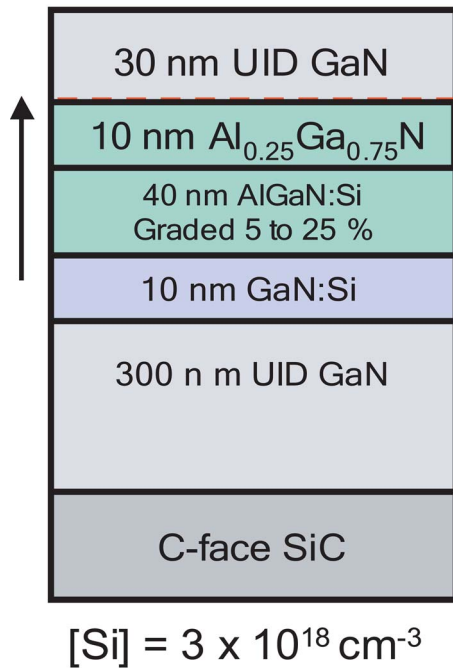 30 nm UID GaN
10 nm Al₀.₂₅Ga₀.₇₅N
40 nm AlGaN:Si
Graded 5 to 25 %
10 nm GaN:Si
300 n m UID GaN
C-face SiC
[Si] = 3 x 10¹⁸ cm⁻³